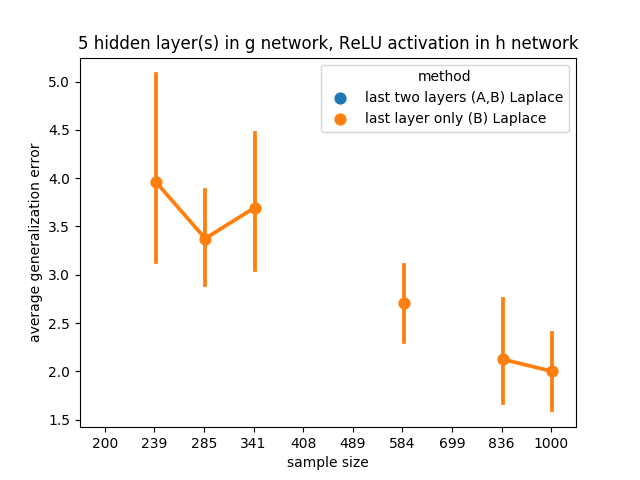 5 hidden layer(s) in g network, ReLU activation in h network
method
last two layers (A,B) Laplace
last layer only (B) Laplace
average generalization error
5.0
4.5
4.0
3.5
3.0
2.5
2.0
1.5
200 239 285 341 408 489 584 699 836 1000
sample size